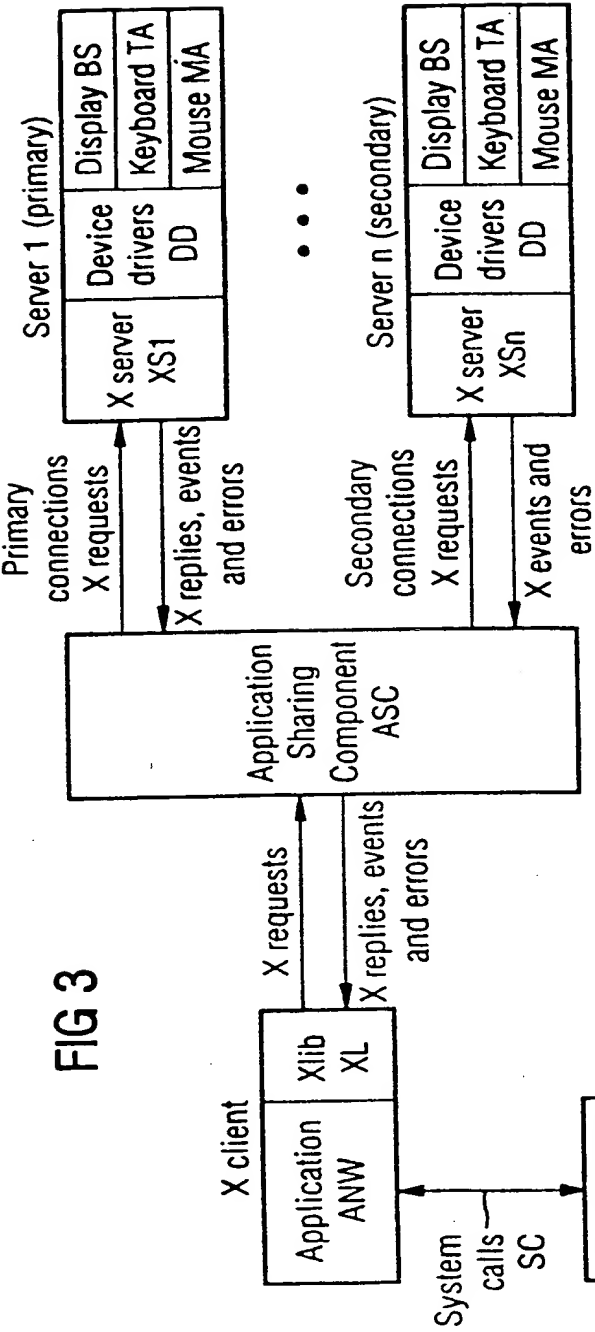 FIG 3
X client
Application
ANW
Xlib
XL
System
calls
SC
X requests
X replies, events
and errors
Application
Sharing
Component
ASC
Primary
connections
X requests
X replies, events
and errors
Server 1 (primary)
X server
XS1
Device
drivers
DD
Display BS
Keyboard TA
Mouse MA
Secondary
connections
X requests
X events and
errors
Server n (secondary)
X server
XSn
Device
drivers
DD
Display BS
Keyboard TA
Mouse MA